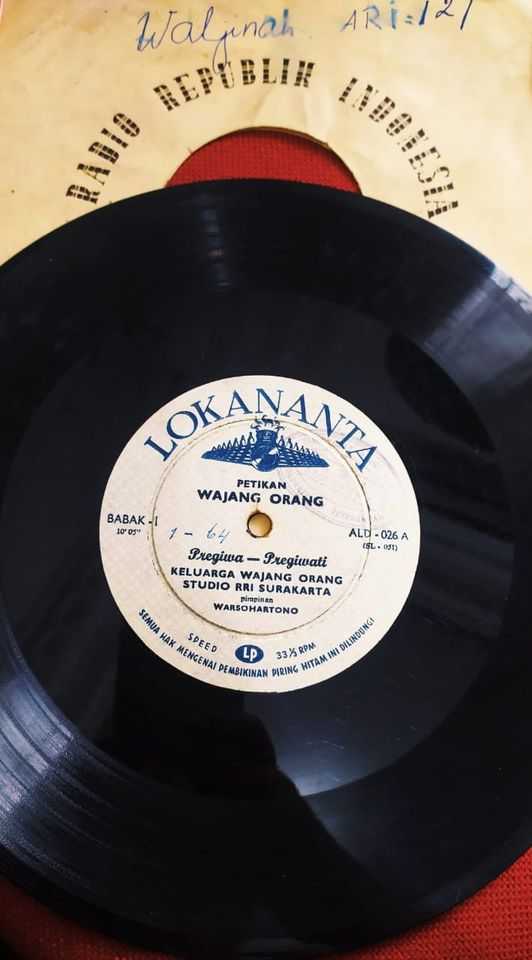 Waljinah ARI=121
RADIO REPUBLIK INDONESIA
LOKANANTA
PETIKAN
WAJANG ORANG
BABAK - I
10' 05"
1 - 64
ALD - 026 A
(SL - 051)
Pregiwa — Pregiwati
KELUARGA WAJANG ORANG
STUDIO RRI SURAKARTA
pimpinan
WARSOHARTONO
SPEED LP 33⅓ RPM
SEMUA HAK MENGENAI PEMBIKINAN PIRING HITAM INI DILINDUNGI